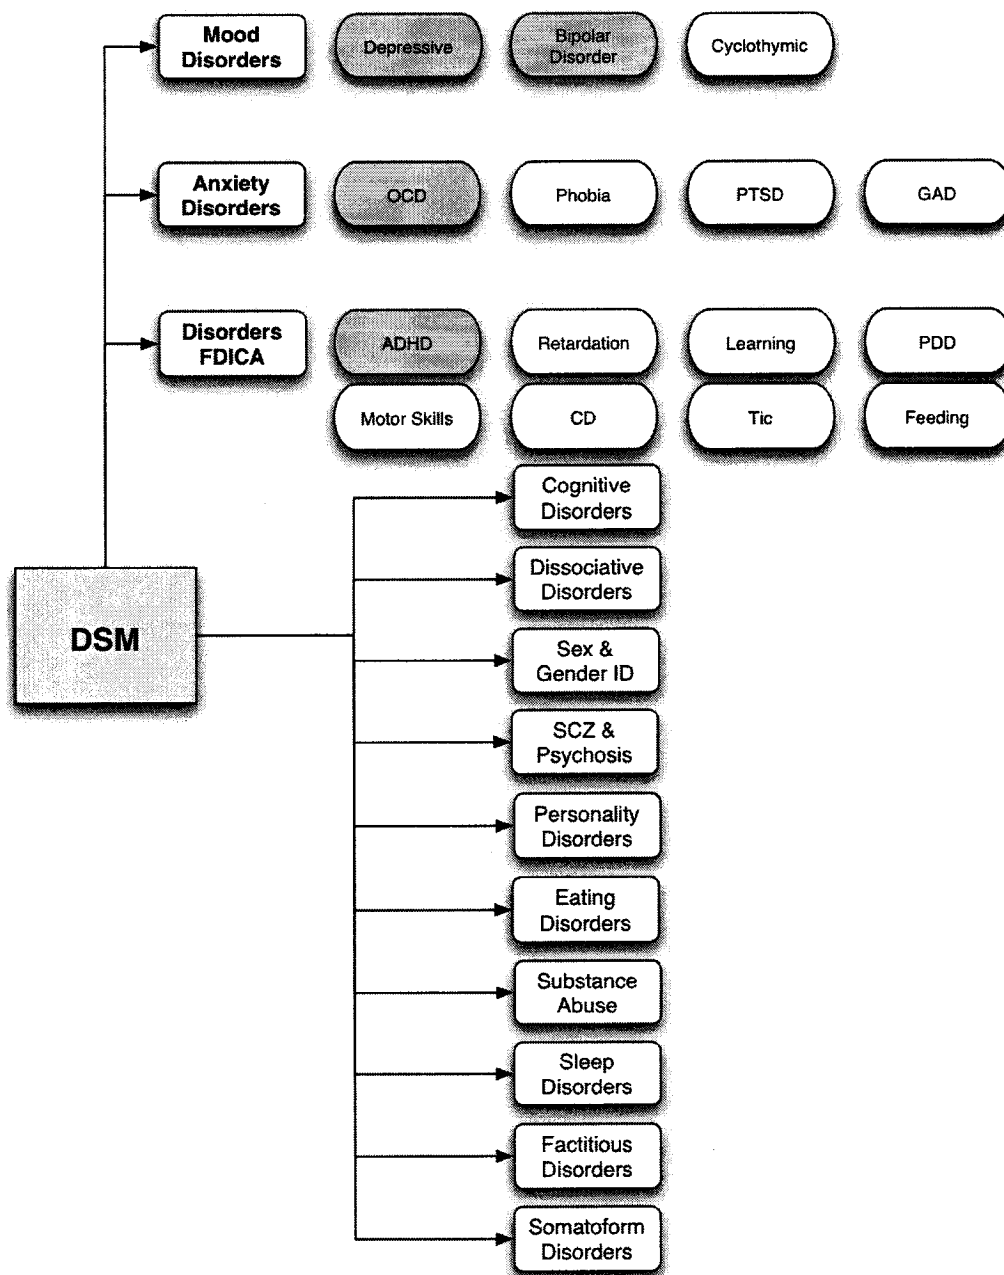 Mood
Disorders
Depressive
Bipolar
Disorder
Cyclothymic
Anxiety
Disorders
OCD
Phobia
PTSD
GAD
Disorders
FDICA
ADHD
Retardation
Learning
PDD
Motor Skills
CD
Tic
Feeding
DSM
Cognitive
Disorders
Dissociative
Disorders
Sex &
Gender ID
SCZ &
Psychosis
Personality
Disorders
Eating
Disorders
Substance
Abuse
Sleep
Disorders
Factitious
Disorders
Somatoform
Disorders